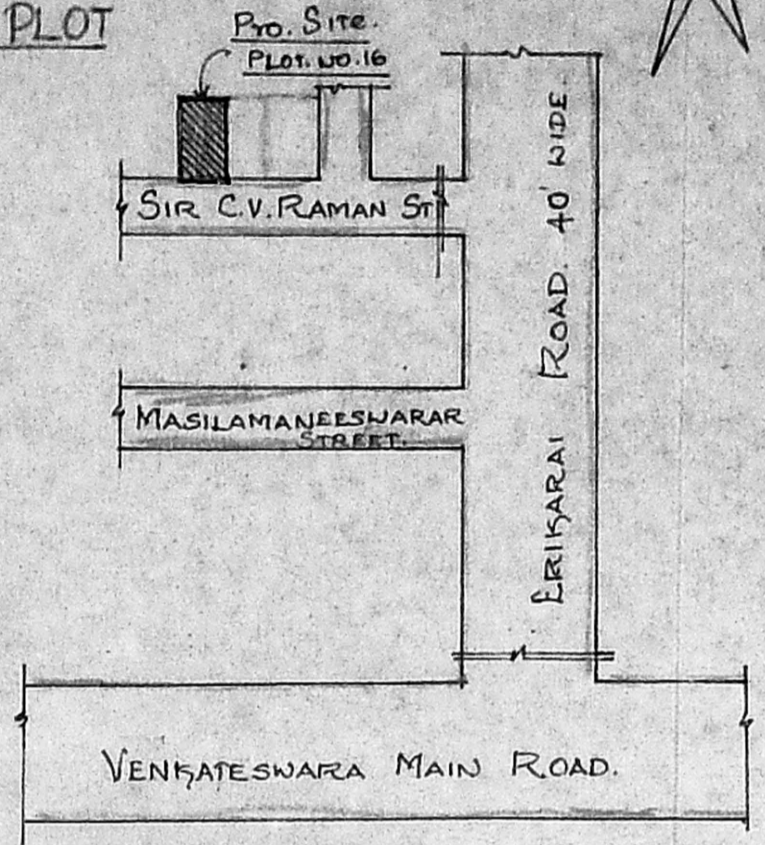 PLOT
PRO. SITE.
PLOT. NO. 16
SIR C.V. RAMAN ST
MASILAMANEESWARAR
STREET.
ERIKARAI ROAD. 40' WIDE.
VENKATESWARA MAIN ROAD.